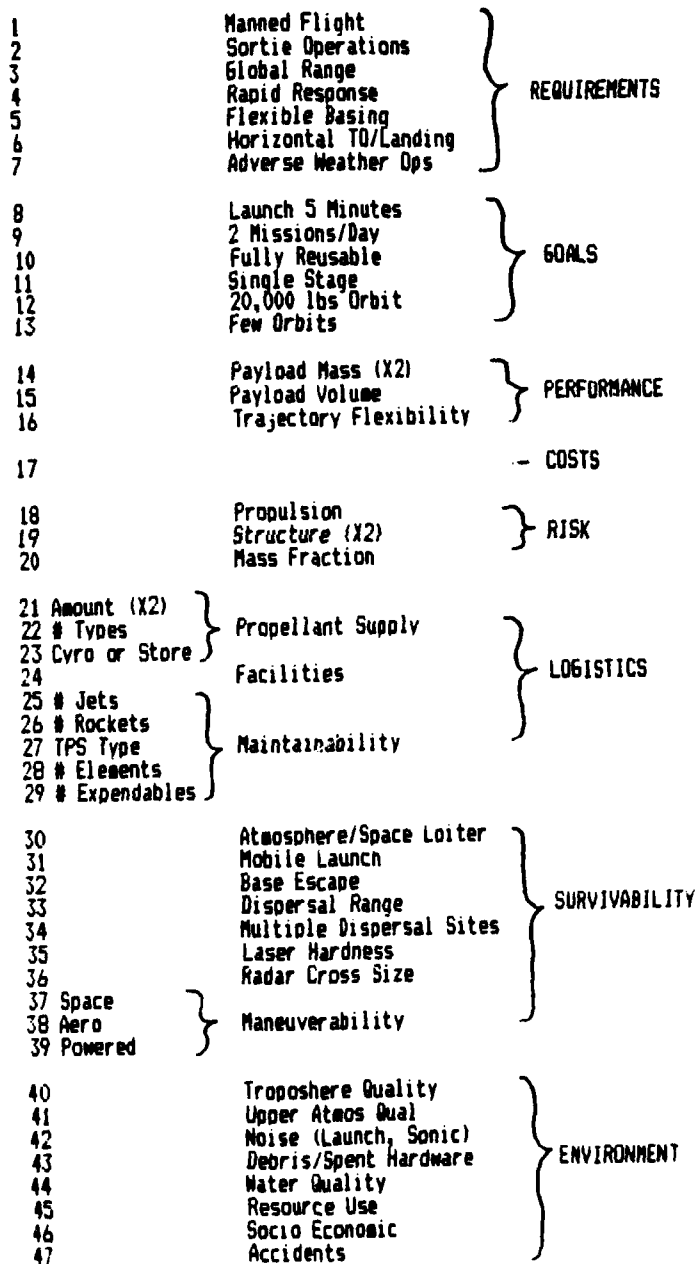 1 Manned Flight
2 Sortie Operations
3 Global Range
4 Rapid Response
5 Flexible Basing
6 Horizontal TO/Landing
7 Adverse Weather Ops
REQUIREMENTS
8 Launch 5 Minutes
9 2 Missions/Day
10 Fully Reusable
11 Single Stage
12 20,000 lbs Orbit
13 Few Orbits
GOALS
14 Payload Mass (X2)
15 Payload Volume
16 Trajectory Flexibility
PERFORMANCE
17 COSTS
18 Propulsion
19 Structure (X2)
20 Mass Fraction
RISK
21 Amount (X2)
22 # Types
23 Cyro or Store
Propellant Supply
24 Facilities
25 # Jets
26 # Rockets
27 TPS Type
28 # Elements
29 # Expendables
Maintainability
LOGISTICS
30 Atmosphere/Space Loiter
31 Mobile Launch
32 Base Escape
33 Dispersal Range
34 Multiple Dispersal Sites
35 Laser Hardness
36 Radar Cross Size
37 Space
38 Aero
39 Powered
Maneuverability
SURVIVABILITY
40 Troposhere Quality
41 Upper Atmos Qual
42 Noise (Launch, Sonic)
43 Debris/Spent Hardware
44 Water Quality
45 Resource Use
46 Socio Economic
47 Accidents
ENVIRONMENT